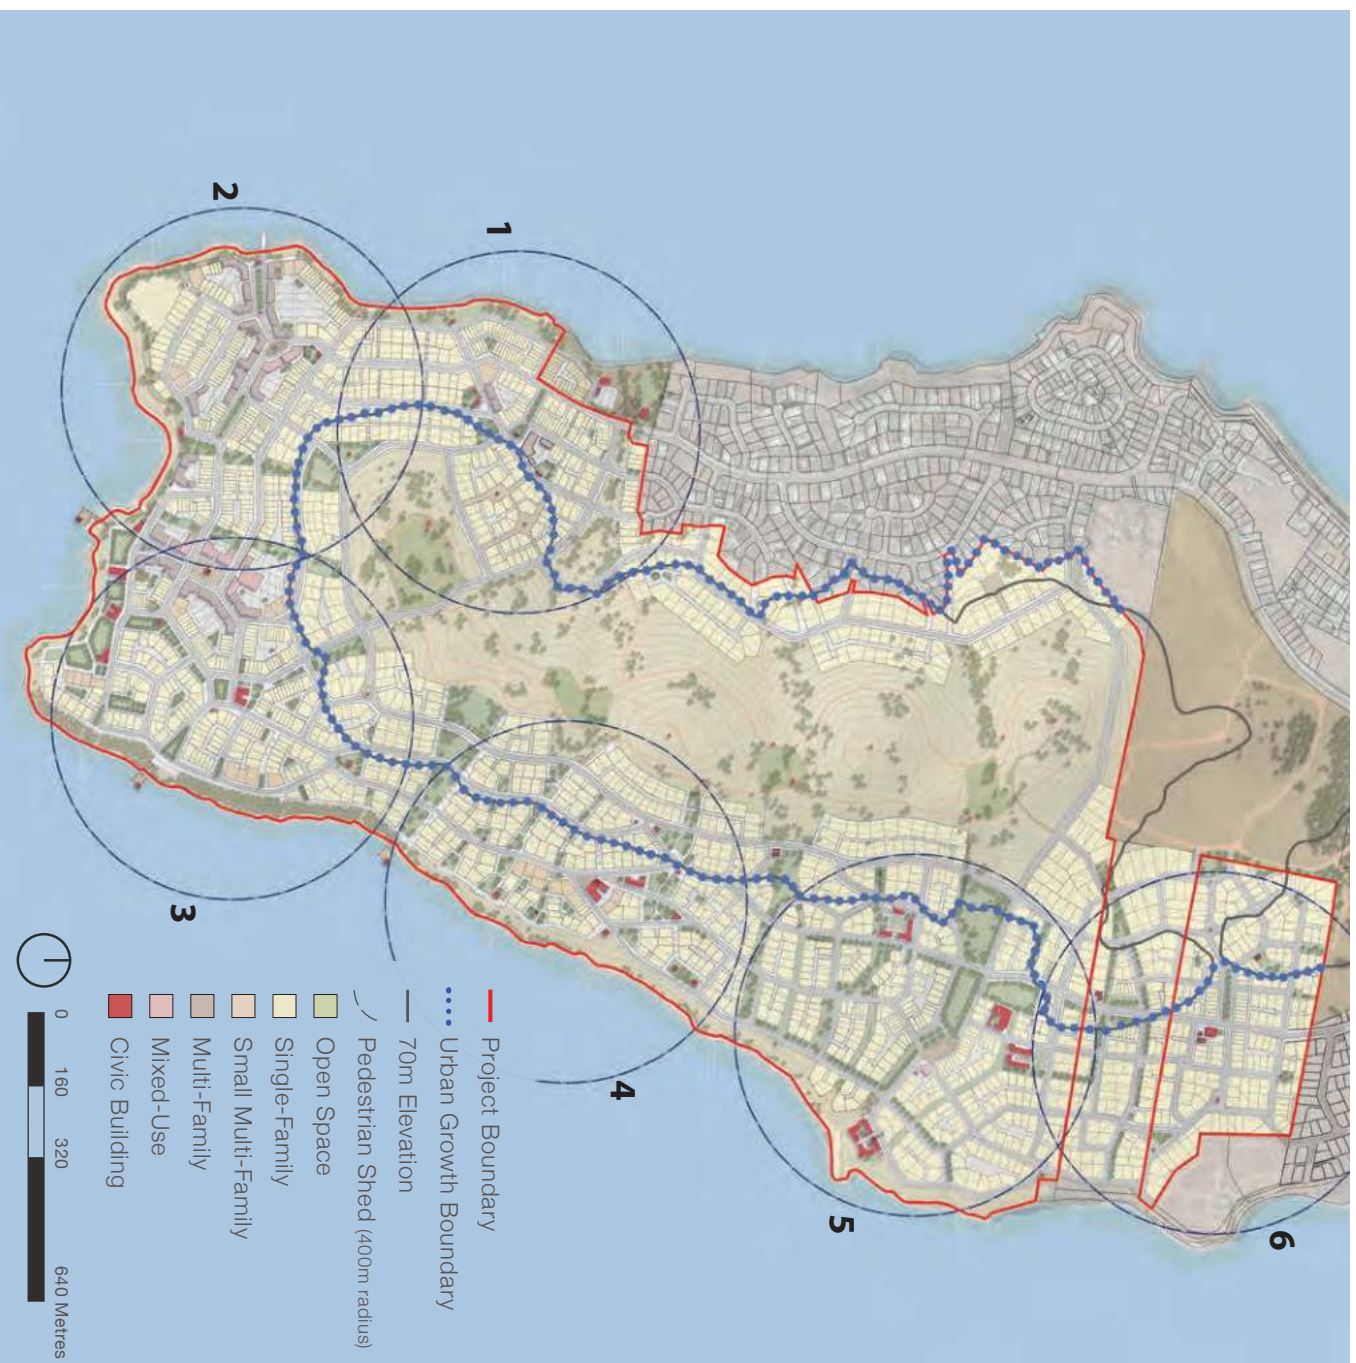 1
2
3
4
5
6
Project Boundary
Urban Growth Boundary
70m Elevation
Pedestrian Shed (400m radius)
Open Space
Single-Family
Small Multi-Family
Multi-Family
Mixed-Use
Civic Building
0 160 320 640 Metres